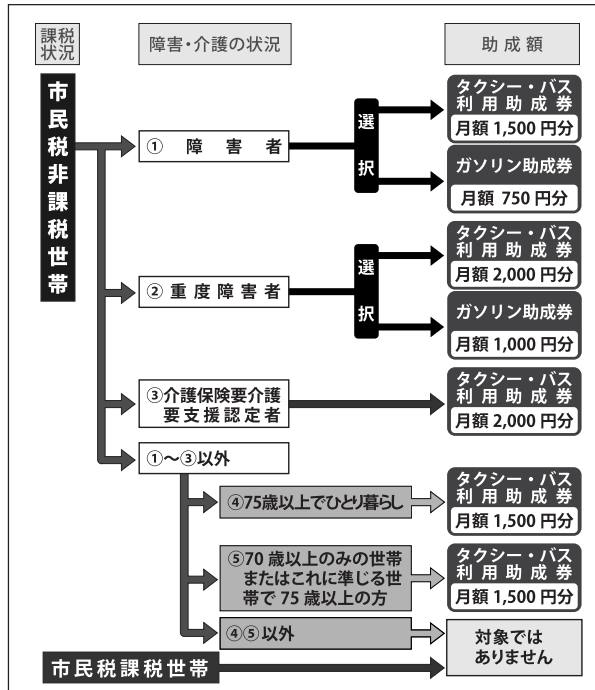 課税
状況
障害・介護の状況
助成額
市民税非課税世帯
① 障害者
選択
タクシー・バス
利用助成券
月額 1,500 円分
ガソリン助成券
月額 750 円分
② 重度障害者
選択
タクシー・バス
利用助成券
月額 2,000 円分
ガソリン助成券
月額 1,000 円分
③介護保険要介護
要支援認定者
タクシー・バス
利用助成券
月額 2,000 円分
①～③以外
④75歳以上でひとり暮らし
タクシー・バス
利用助成券
月額 1,500 円分
⑤70 歳以上のみの世帯
またはこれに準じる世
帯で 75 歳以上の方
タクシー・バス
利用助成券
月額 1,500 円分
④⑤以外
対象では
ありません
市民税課税世帯